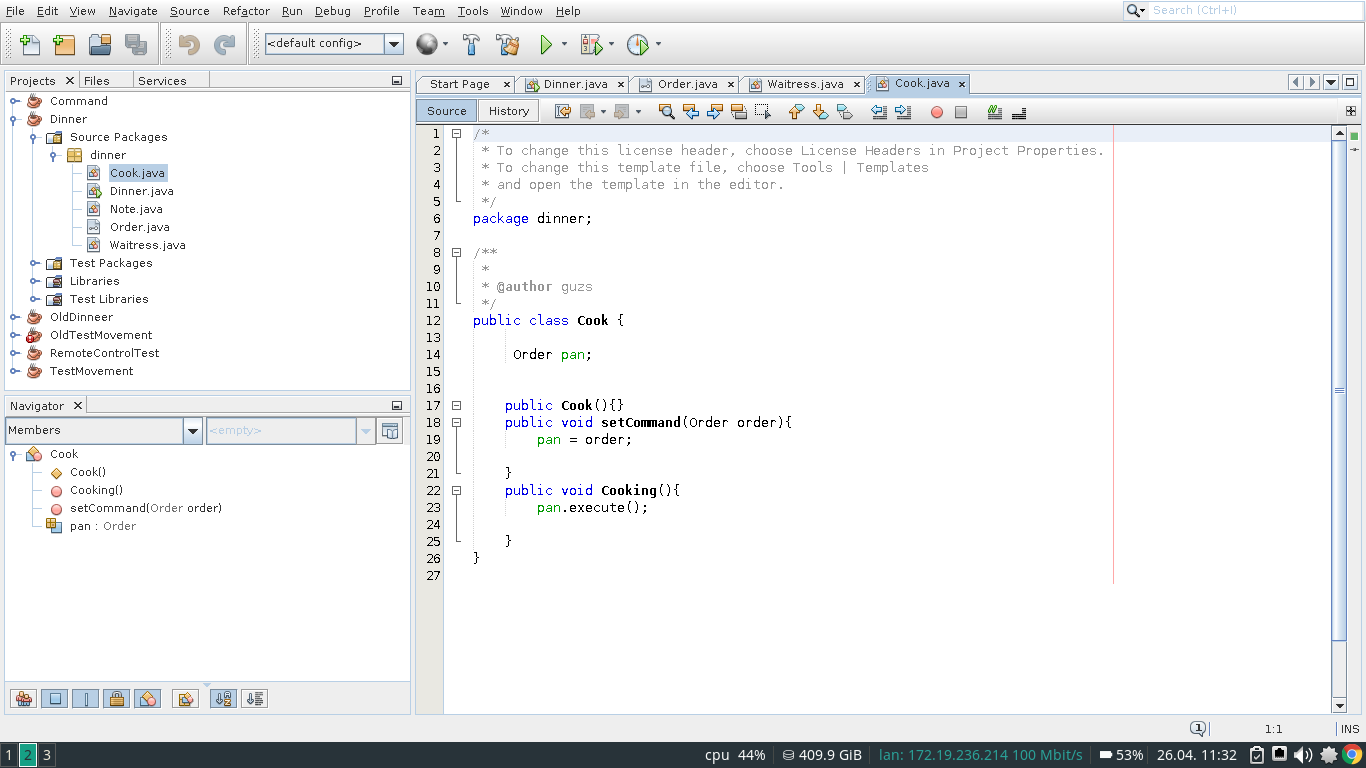 File Edit View Navigate Source Refactor Run Debug Profile Team Tools Window Help
Search (Ctrl+I)
<default config>
Projects Files Services
Command
Dinner
Source Packages
dinner
Cook.java
Dinner.java
Note.java
Order.java
Waitress.java
Test Packages
Libraries
Test Libraries
OldDinneer
OldTestMovement
RemoteControlTest
TestMovement
Navigator
Members
<empty>
Cook
Cook()
Cooking()
setCommand(Order order)
pan : Order
Start Page Dinner.java Order.java Waitress.java Cook.java
Source History
1 /*
2 * To change this license header, choose License Headers in Project Properties.
3 * To change this template file, choose Tools | Templates
4 * and open the template in the editor.
5 */
6 package dinner;
7
8 /**
9 *
10 * @author guzs
11 */
12 public class Cook {
13
14 Order pan;
15
16
17 public Cook(){}
18 public void setCommand(Order order){
19 pan = order;
20
21 }
22 public void Cooking(){
23 pan.execute();
24
25 }
26 }
27
1 1:1 INS
1 2 3 cpu 44% 409.9 GiB lan: 172.19.236.214 100 Mbit/s 53% 26.04. 11:32